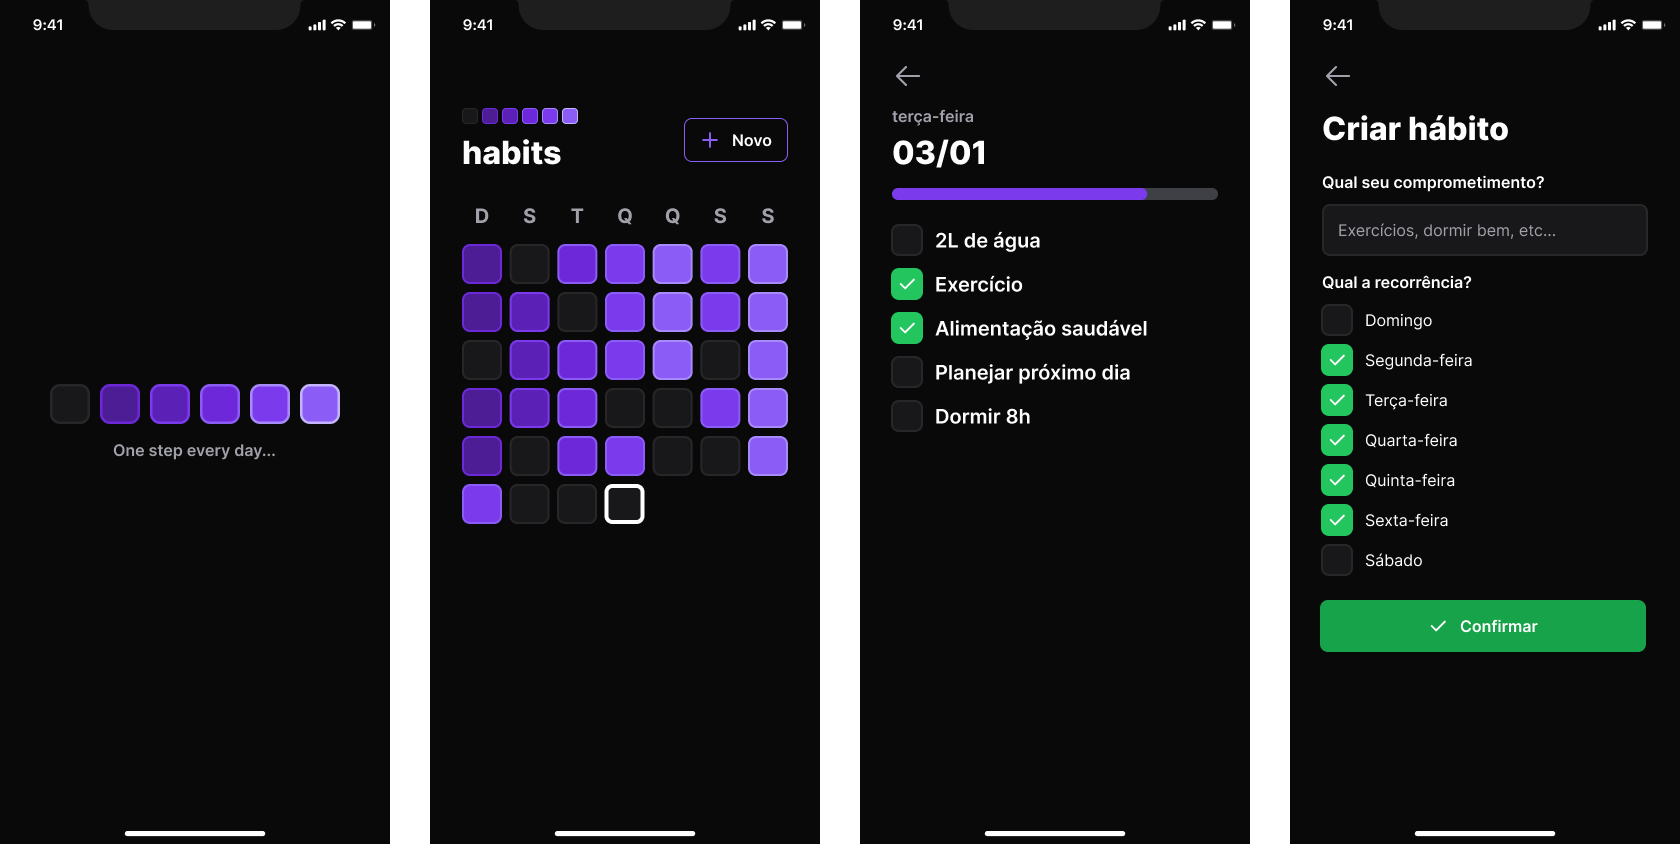 9:41
One step every day...
9:41
habits
Novo
D S T Q Q S S
9:41
terça-feira
03/01
2L de água
Exercício
Alimentação saudável
Planejar próximo dia
Dormir 8h
9:41
Criar hábito
Qual seu comprometimento?
Exercícios, dormir bem, etc...
Qual a recorrência?
Domingo
Segunda-feira
Terça-feira
Quarta-feira
Quinta-feira
Sexta-feira
Sábado
Confirmar